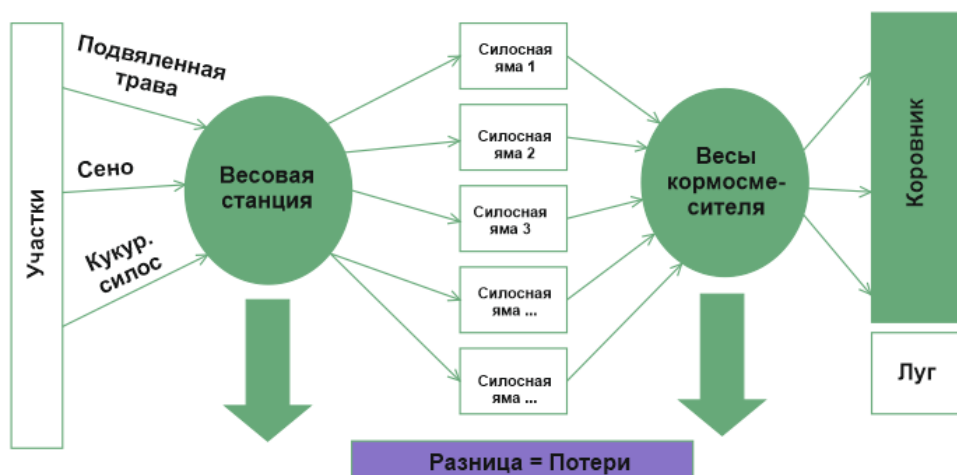 Участки
Подвяленная
трава
Сено
Кукур.
силос
Весовая
станция
Силосная
яма 1
Силосная
яма 2
Силосная
яма 3
Силосная
яма ...
Силосная
яма ...
Весы
кормосме-
сителя
Коровник
Луг
Разница = Потери